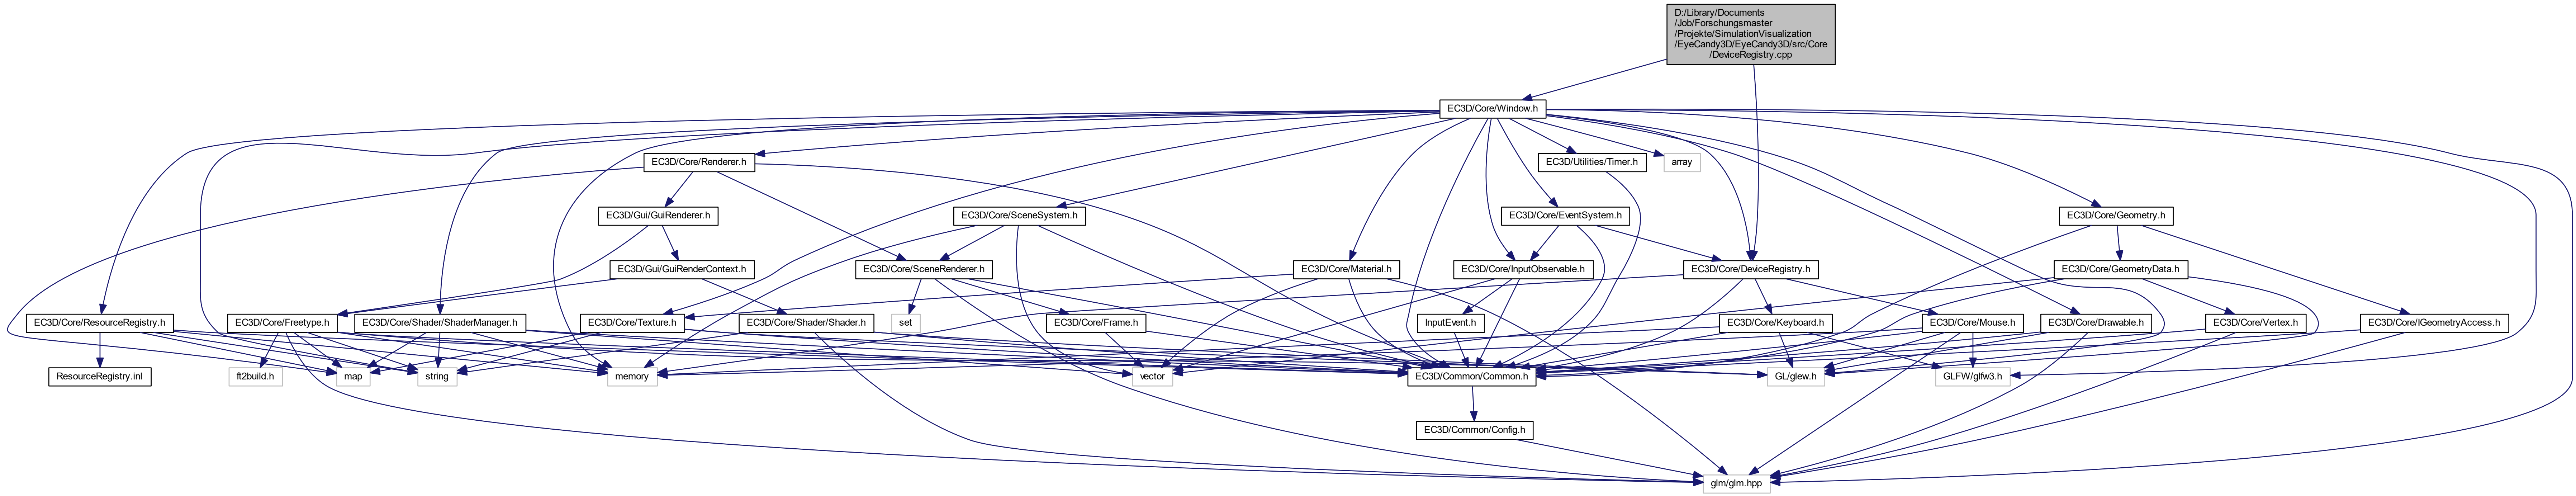 D:/Library/Documents
/Job/Forschungsmaster
/Projekte/SimulationVisualization
/EyeCandy3D/EyeCandy3D/src/Core
/DeviceRegistry.cpp
EC3D/Core/Window.h
EC3D/Core/Renderer.h
EC3D/Utilities/Timer.h
array
EC3D/Gui/GuiRenderer.h
EC3D/Core/SceneSystem.h
EC3D/Core/EventSystem.h
EC3D/Core/Geometry.h
EC3D/Gui/GuiRenderContext.h
EC3D/Core/SceneRenderer.h
EC3D/Core/Material.h
EC3D/Core/InputObservable.h
EC3D/Core/DeviceRegistry.h
EC3D/Core/GeometryData.h
EC3D/Core/ResourceRegistry.h
EC3D/Core/Freetype.h
EC3D/Core/Shader/ShaderManager.h
EC3D/Core/Texture.h
EC3D/Core/Shader/Shader.h
set
EC3D/Core/Frame.h
InputEvent.h
EC3D/Core/Keyboard.h
EC3D/Core/Mouse.h
EC3D/Core/Drawable.h
EC3D/Core/Vertex.h
EC3D/Core/IGeometryAccess.h
ResourceRegistry.inl
ft2build.h
map
string
memory
vector
EC3D/Common/Common.h
GL/glew.h
GLFW/glfw3.h
EC3D/Common/Config.h
glm/glm.hpp